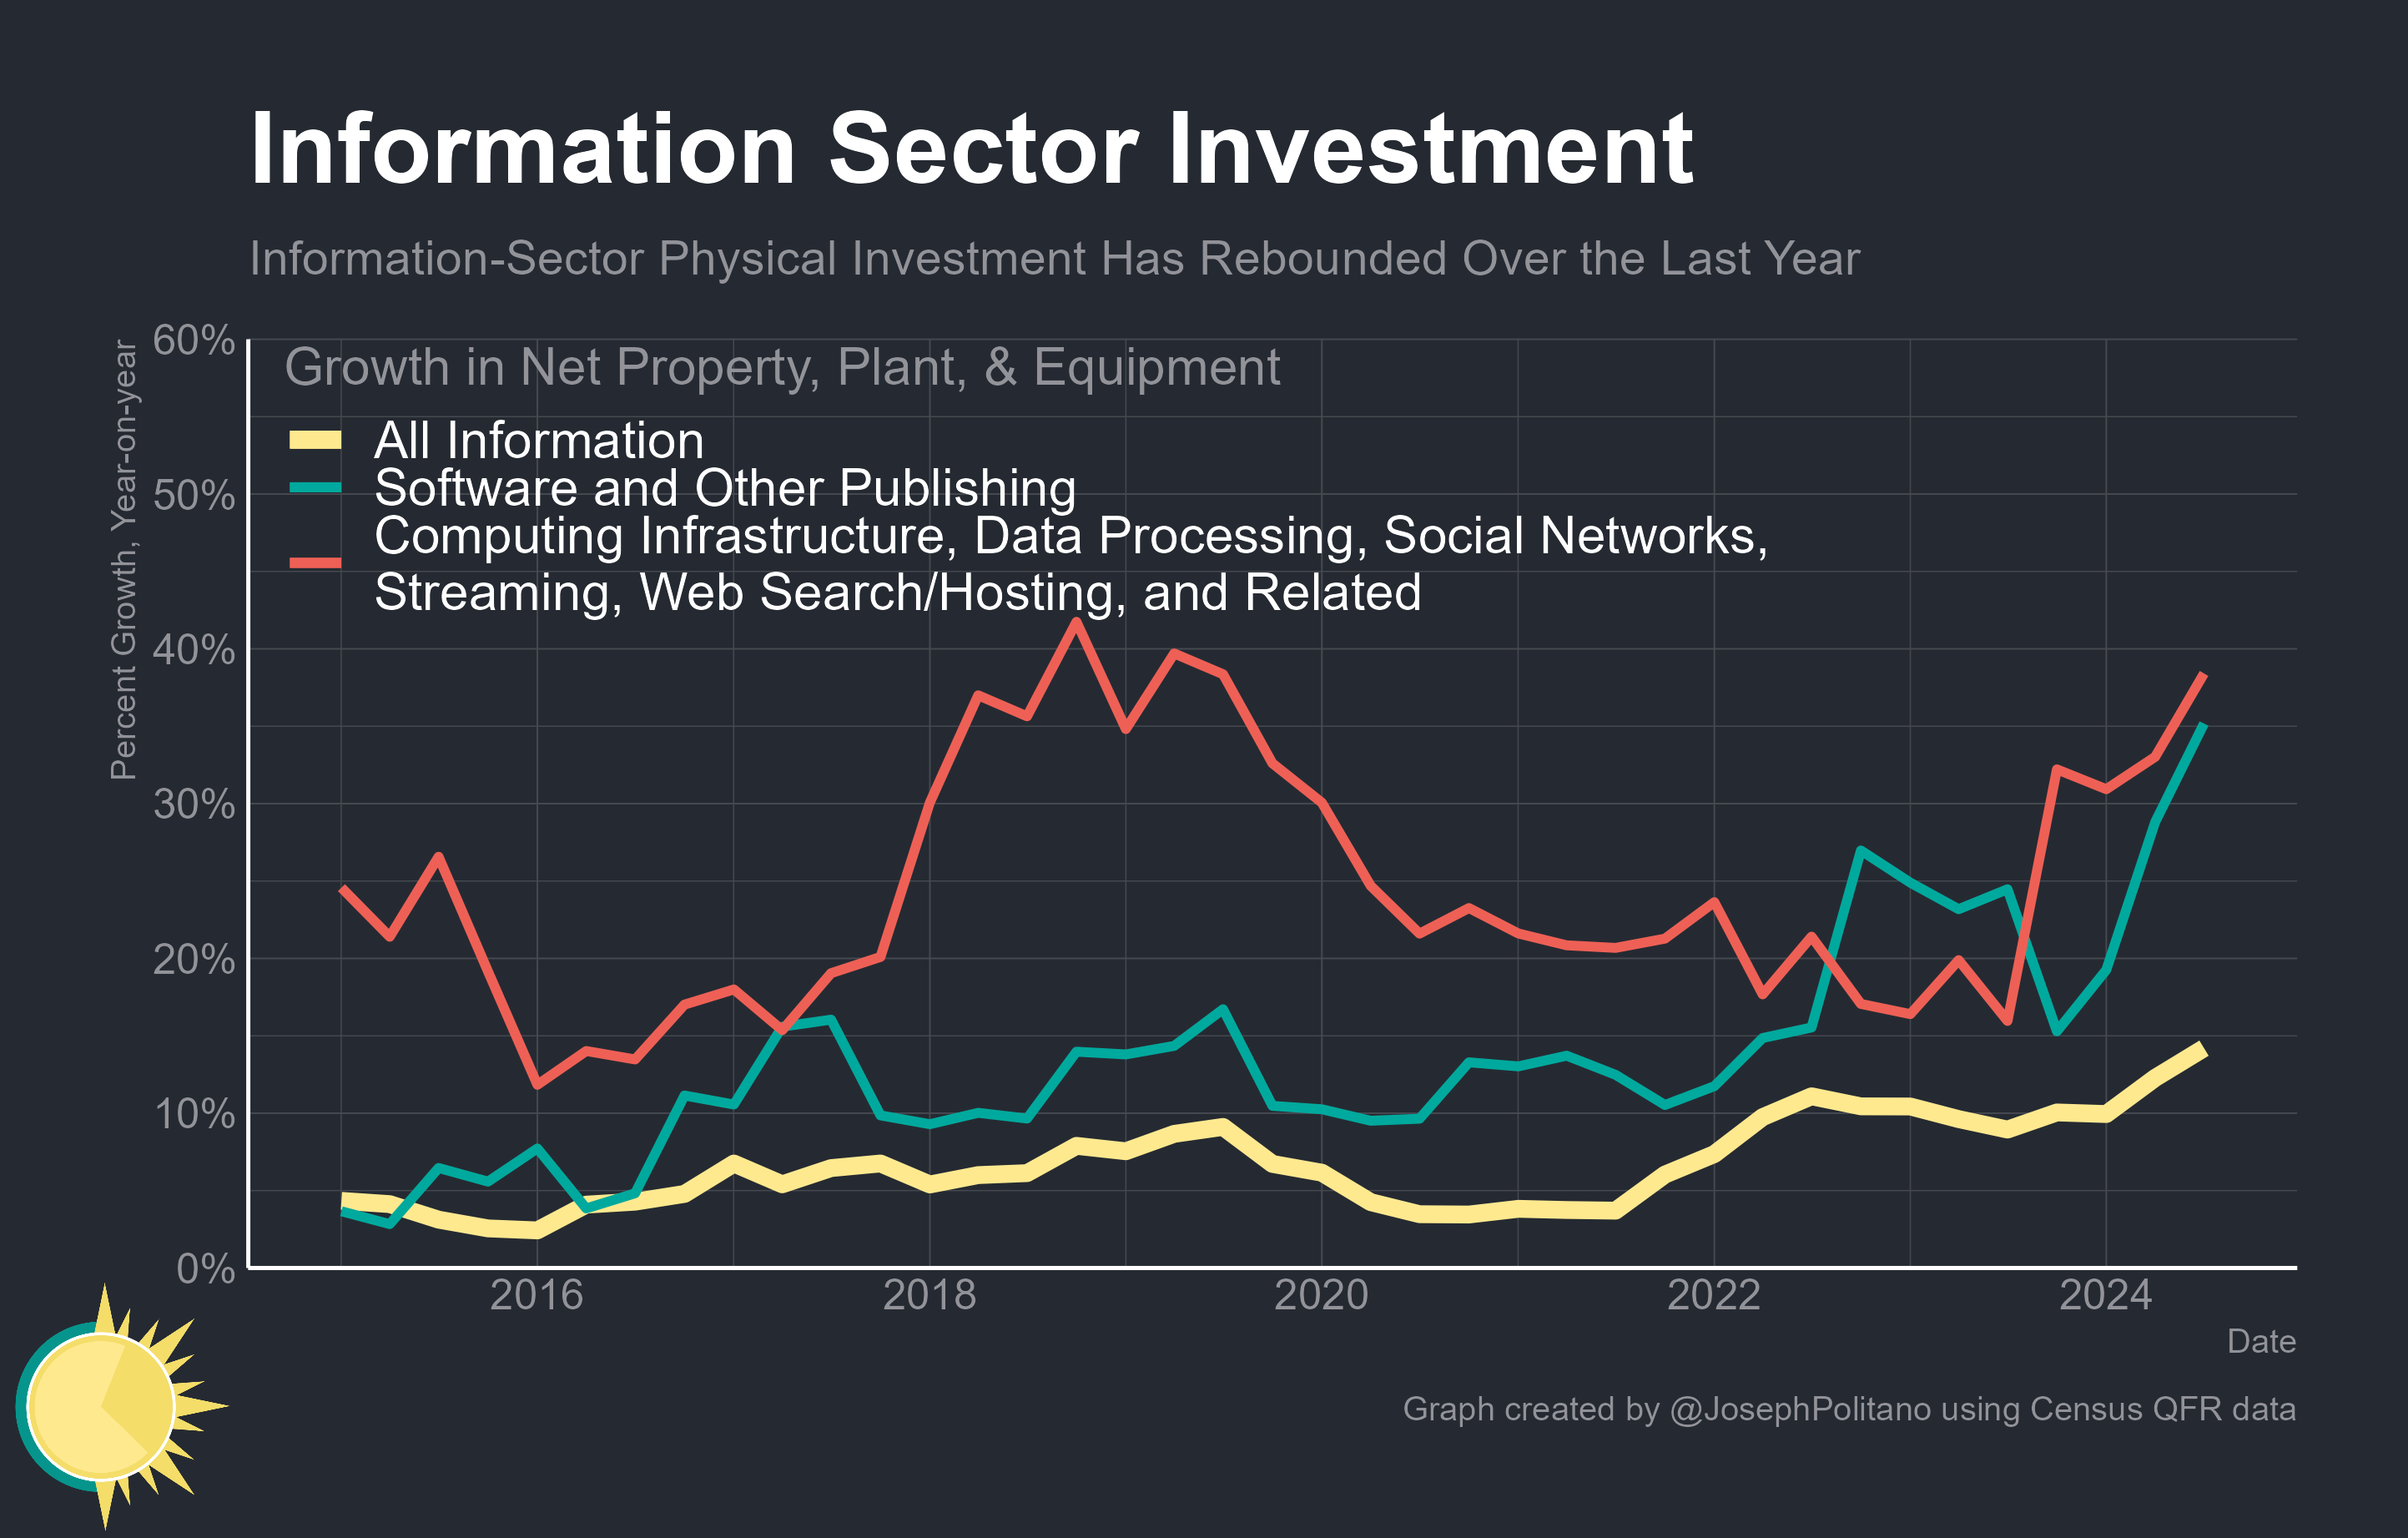 Information Sector Investment
Information-Sector Physical Investment Has Rebounded Over the Last Year
Percent Growth, Year-on-year
60%
50%
40%
30%
20%
10%
0%
Growth in Net Property, Plant, & Equipment
All Information
Software and Other Publishing
Computing Infrastructure, Data Processing, Social Networks,
Streaming, Web Search/Hosting, and Related
2016 2018 2020 2022 2024
Date
Graph created by @JosephPolitano using Census QFR data